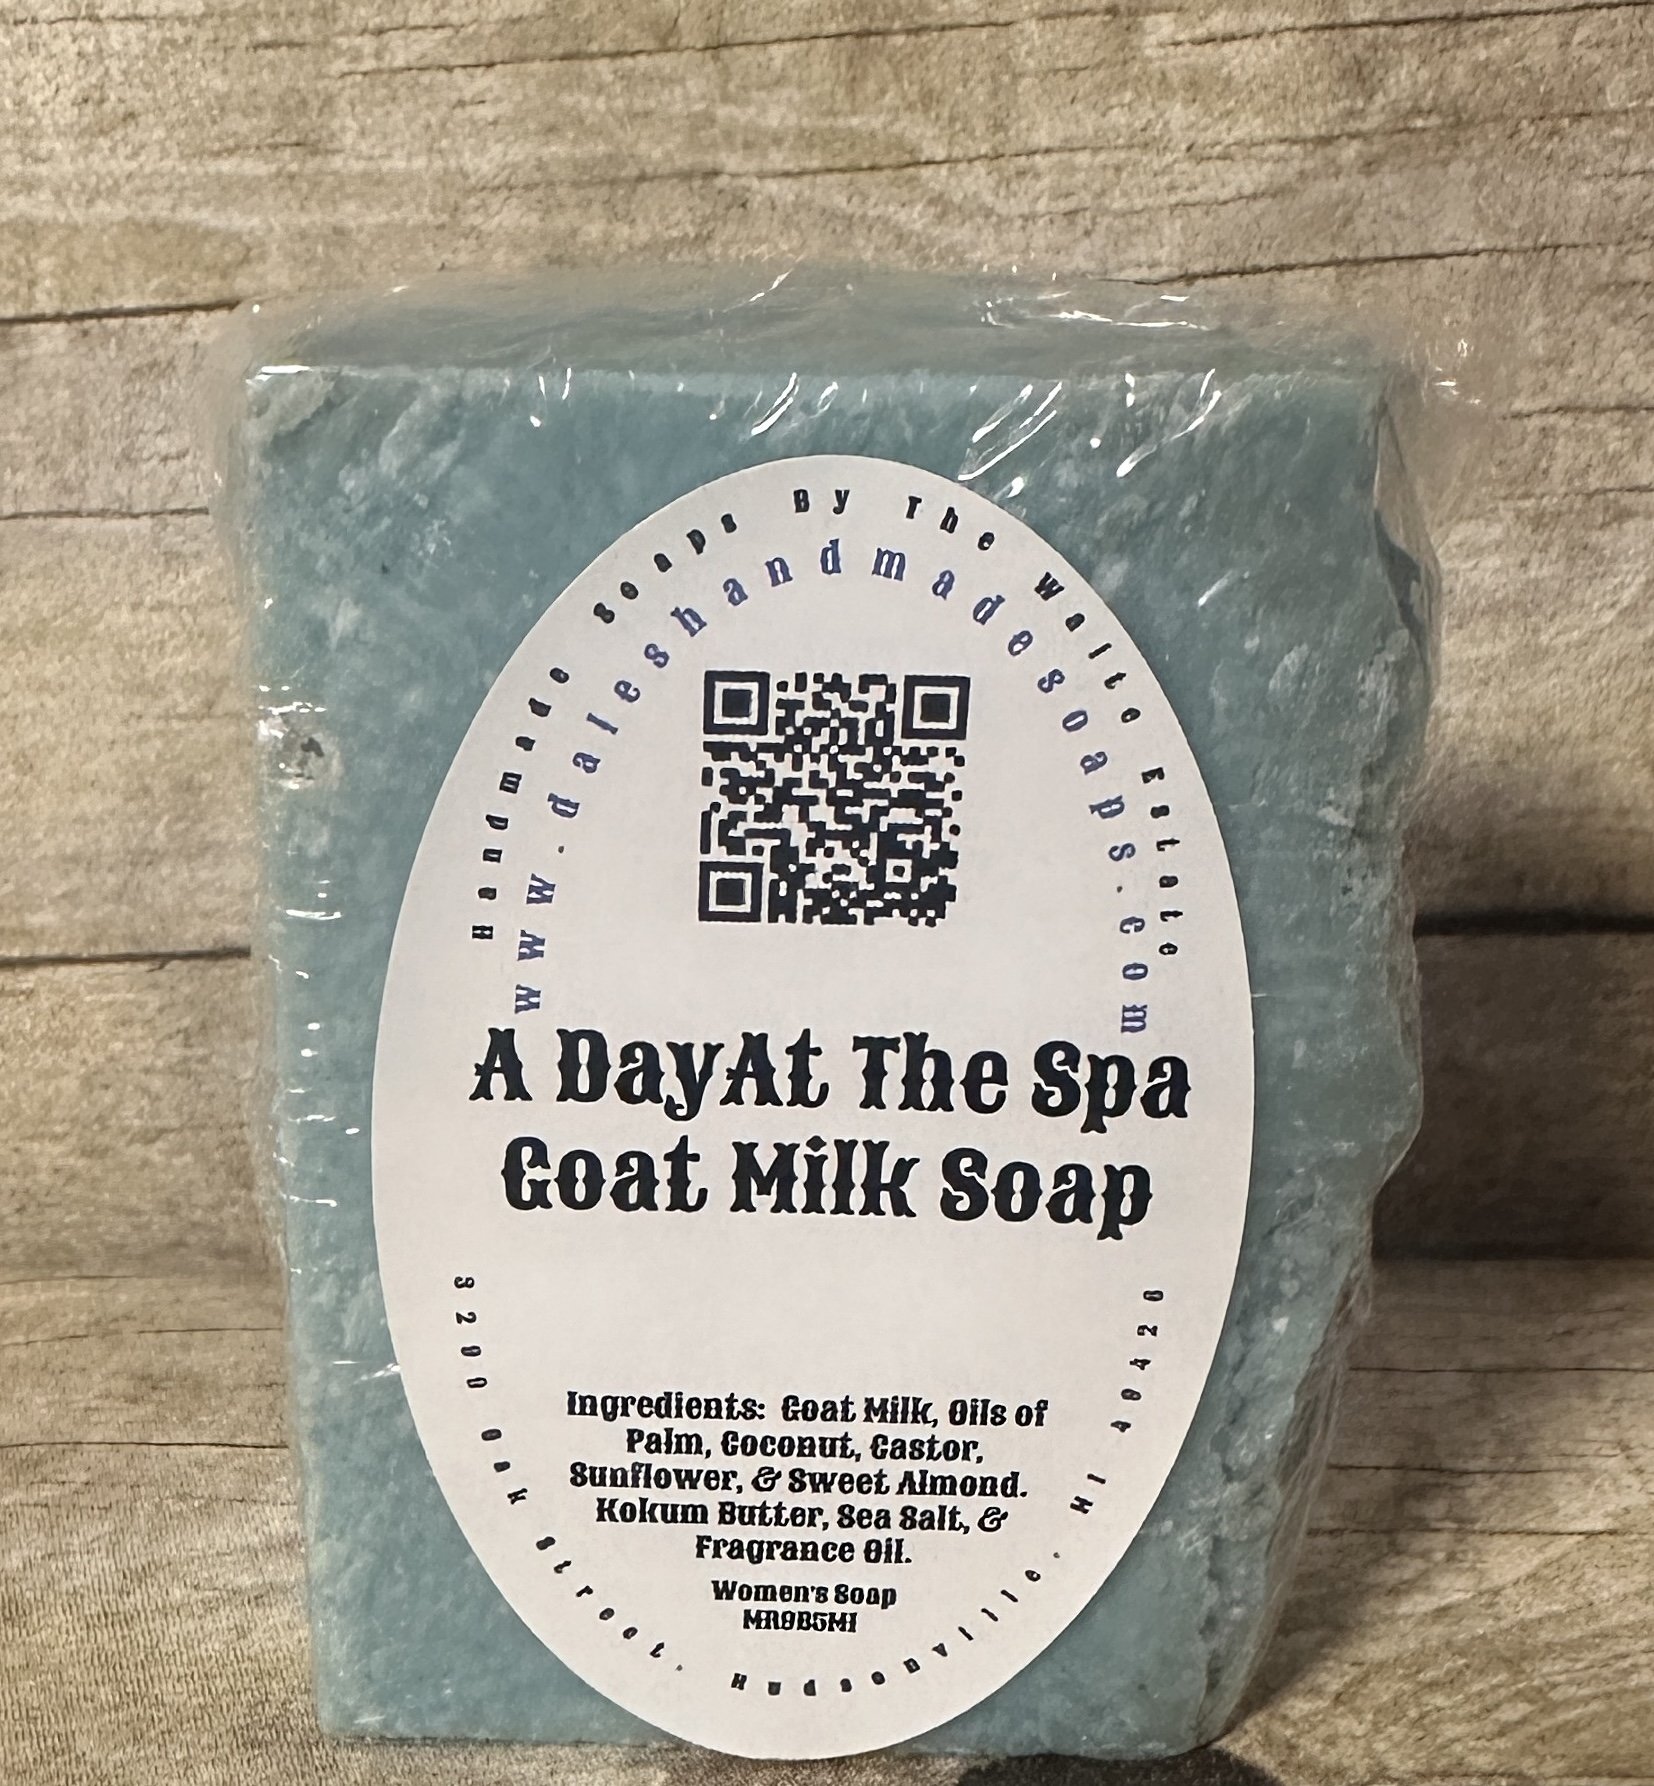 Handmade Soaps By The Waite Estate
www.daleshandmadesoaps.com
A DayAt The Spa
Goat Milk Soap
Ingredients: Goat Milk, Oils of
Palm, Coconut, Castor,
Sunflower, & Sweet Almond.
Kokum Butter, Sea Salt, &
Fragrance Oil.
Women's Soap
MR9B5MI
3200 Oak Street. Hudsonville. MI 49426